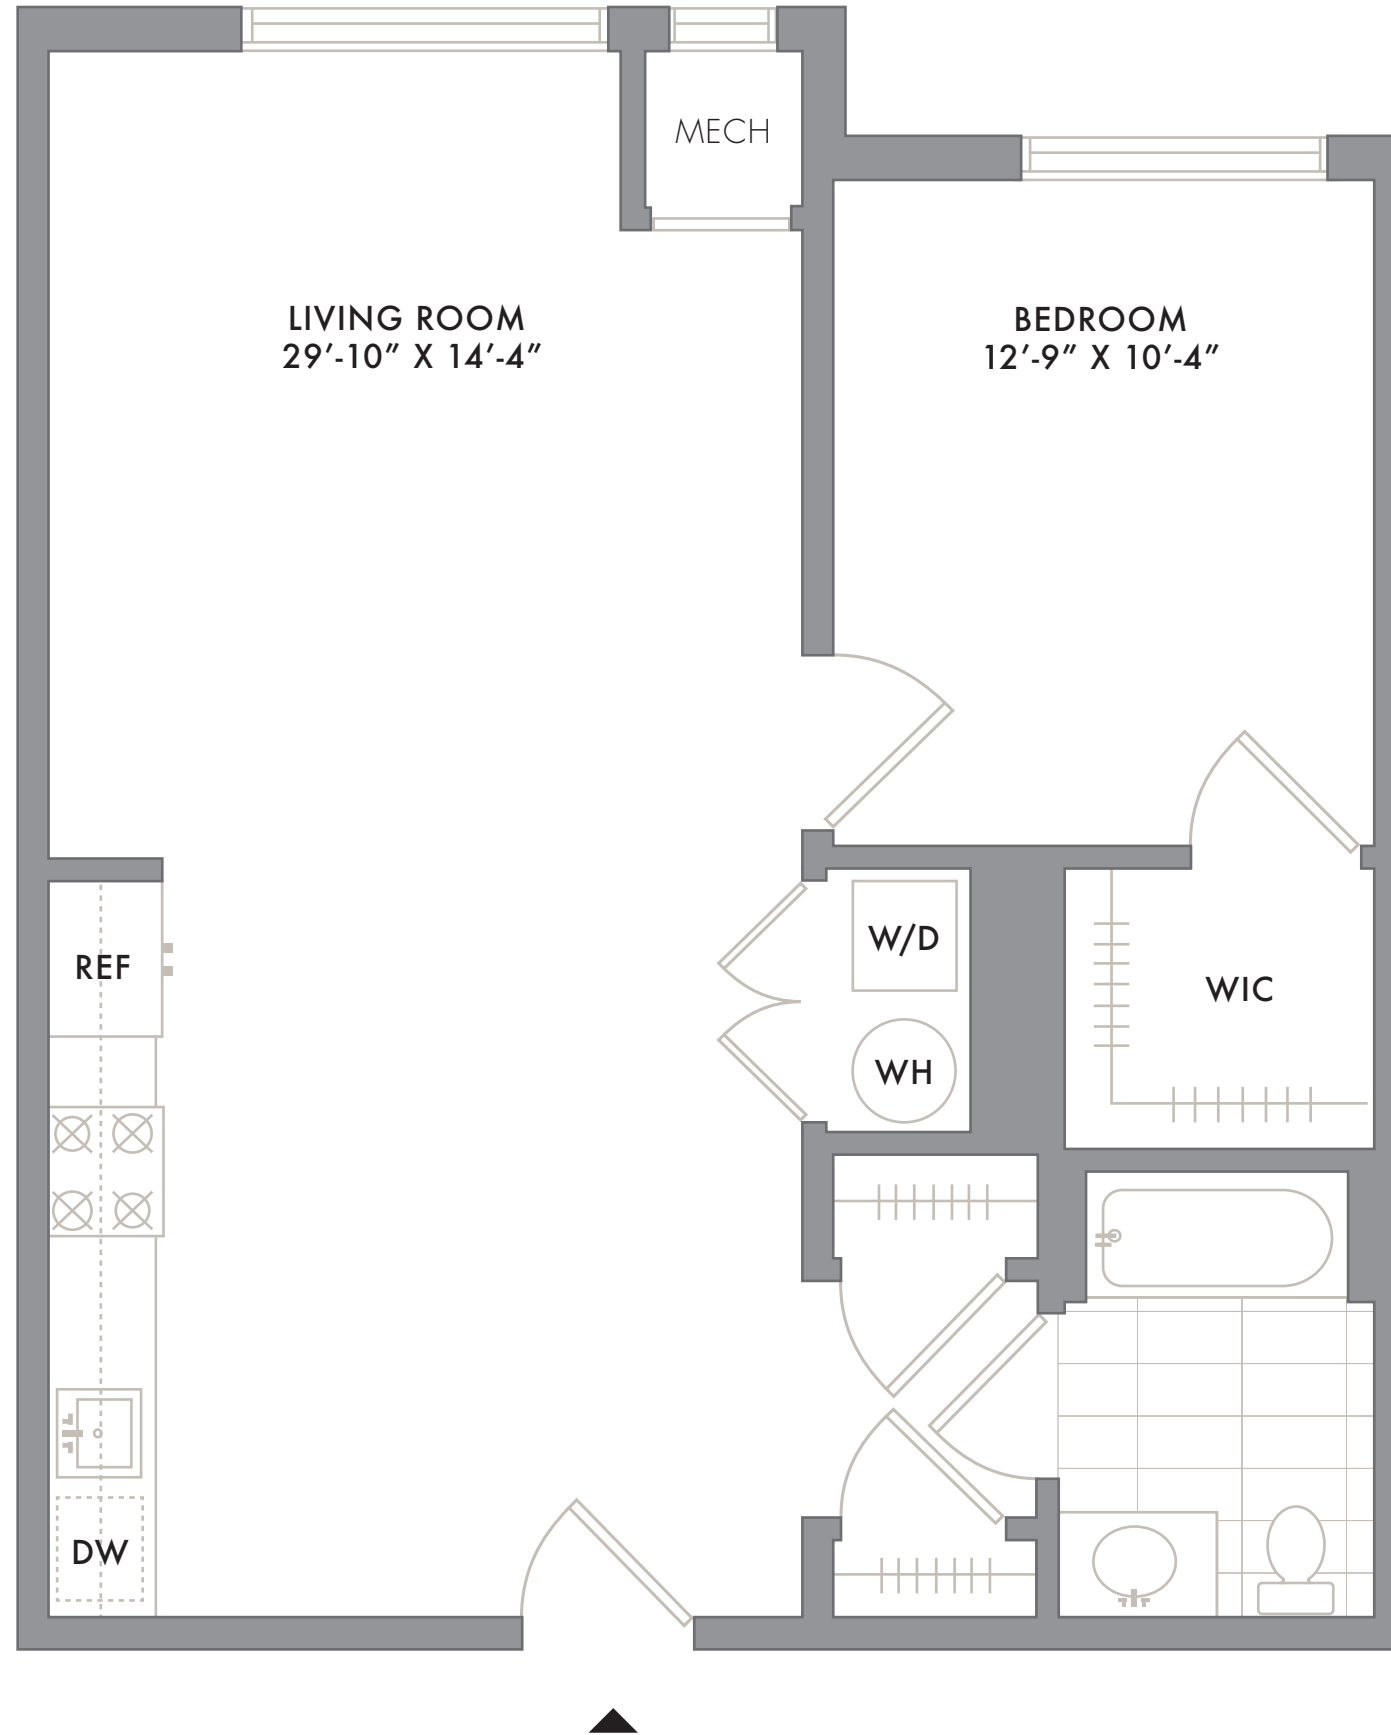 MECH
LIVING ROOM
29′-10″ X 14′-4″
BEDROOM
12′-9″ X 10′-4″
REF
W/D
WIC
WH
DW